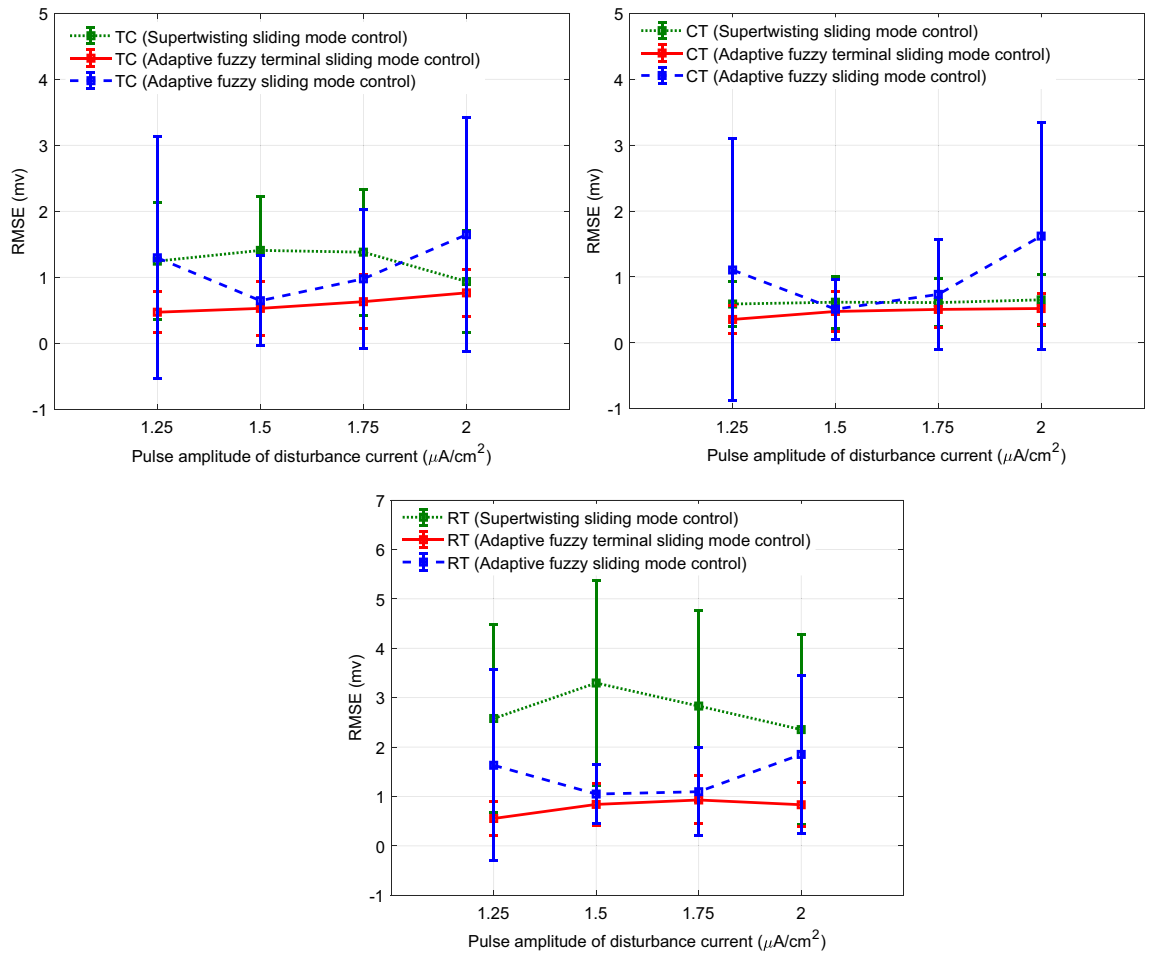 5
4
3
2
1
0
-1
RMSE (mv)
TC (Supertwisting sliding mode control)
TC (Adaptive fuzzy terminal sliding mode control)
TC (Adaptive fuzzy sliding mode control)
1.25 1.5 1.75 2
Pulse amplitude of disturbance current (μA/cm²)
5
4
3
2
1
0
-1
RMSE (mv)
CT (Supertwisting sliding mode control)
CT (Adaptive fuzzy terminal sliding mode control)
CT (Adaptive fuzzy sliding mode control)
1.25 1.5 1.75 2
Pulse amplitude of disturbance current (μA/cm²)
7
6
5
4
3
2
1
0
-1
RMSE (mv)
RT (Supertwisting sliding mode control)
RT (Adaptive fuzzy terminal sliding mode control)
RT (Adaptive fuzzy sliding mode control)
1.25 1.5 1.75 2
Pulse amplitude of disturbance current (μA/cm²)